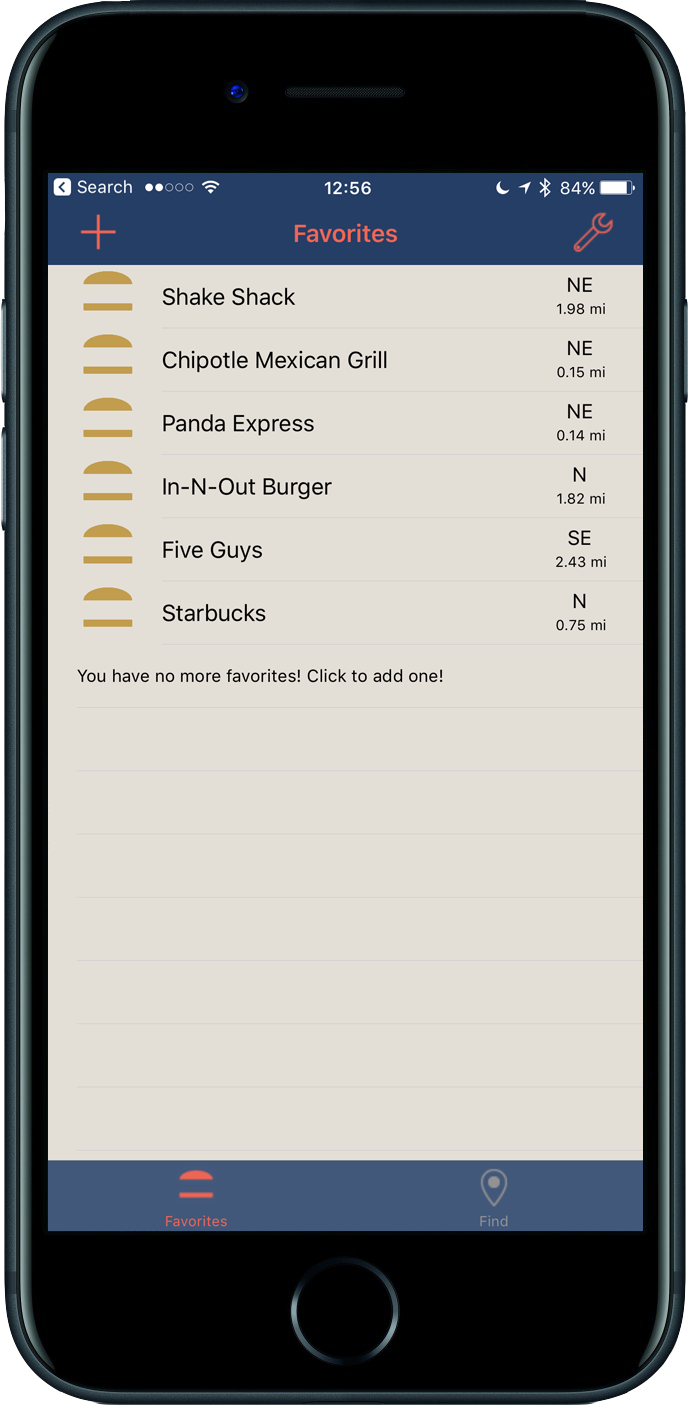 Search 12:56 84%
Favorites
Shake Shack NE
1.98 mi
Chipotle Mexican Grill NE
0.15 mi
Panda Express NE
0.14 mi
In-N-Out Burger N
1.82 mi
Five Guys SE
2.43 mi
Starbucks N
0.75 mi
You have no more favorites! Click to add one!
Favorites Find